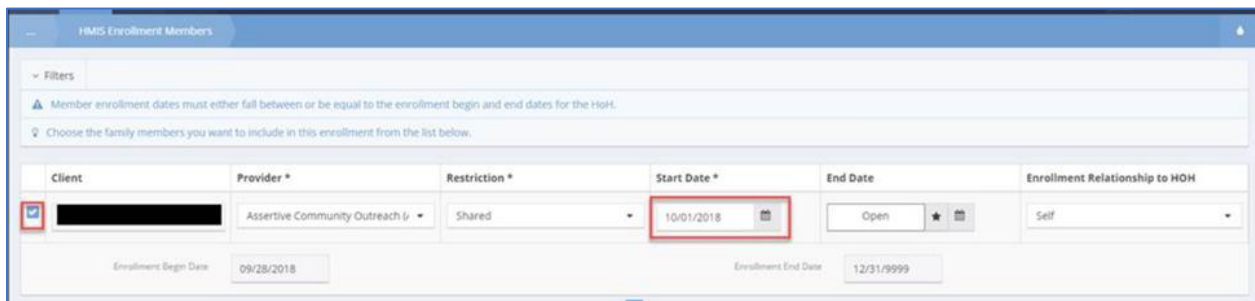 ... HMIS Enrollment Members
Filters
Member enrollment dates must either fall between or be equal to the enrollment begin and end dates for the HoH.
Choose the family members you want to include in this enrollment from the list below.
Client Provider * Restriction * Start Date * End Date Enrollment Relationship to HOH
Assertive Community Outreach (/ Shared 10/01/2018 Open Self
Enrollment Begin Date 09/28/2018 Enrollment End Date 12/31/9999